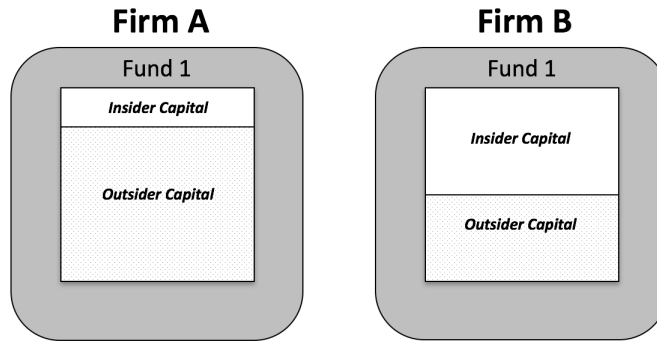 Firm A
Firm B
Fund 1
Insider Capital
Outsider Capital
Fund 1
Insider Capital
Outsider Capital